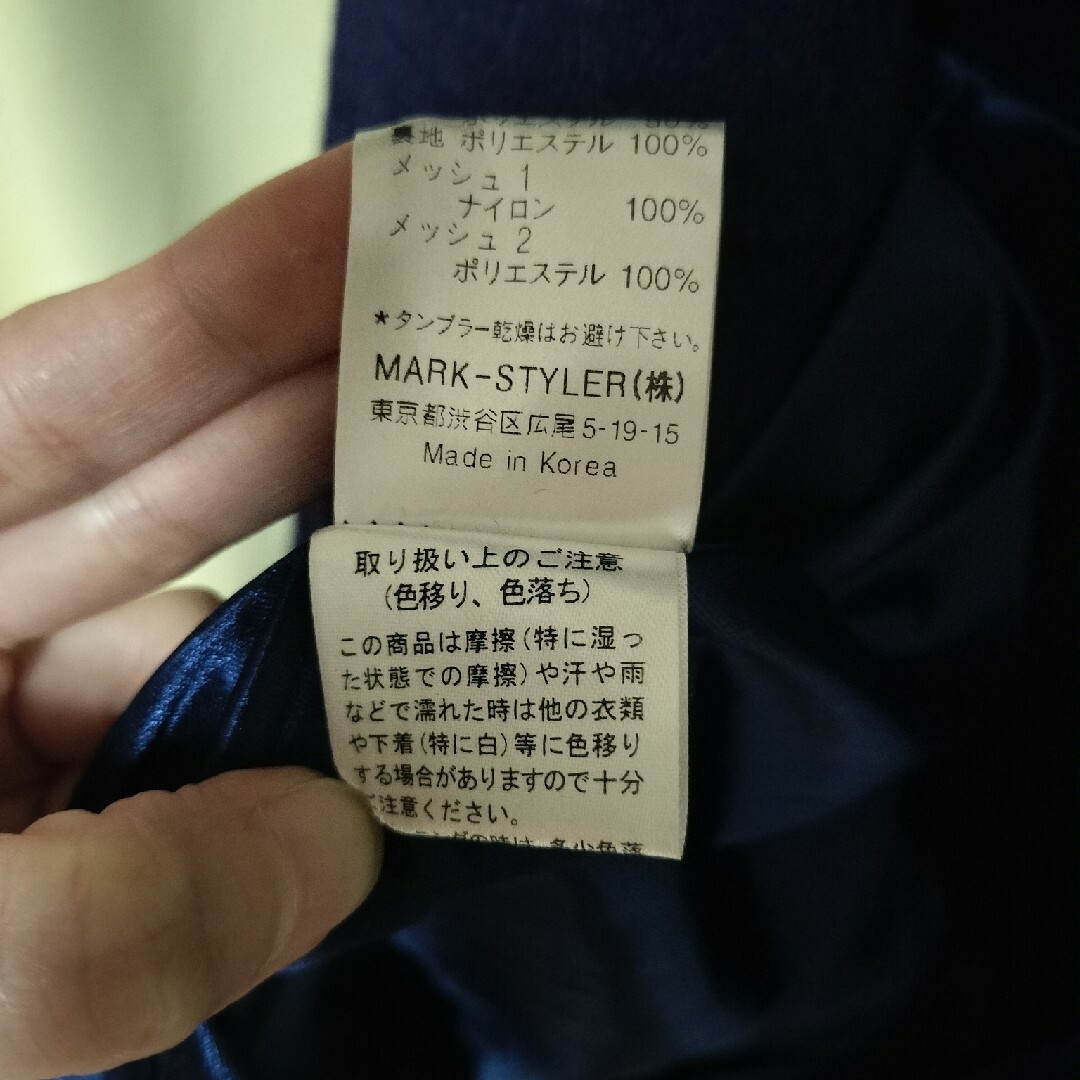 裏地 ポリエステル 100%
メッシュ 1
ナイロン 100%
メッシュ 2
ポリエステル 100%
★タンブラー乾燥はお避け下さい。
MARK-STYLER(株)
東京都渋谷区広尾5-19-15
Made in Korea
取り扱い上のご注意
(色移り、色落ち)
この商品は摩擦(特に湿っ
た状態での摩擦)や汗や雨
などで濡れた時は他の衣類
や下着(特に白)等に色移り
する場合がありますので十分
ご注意ください。